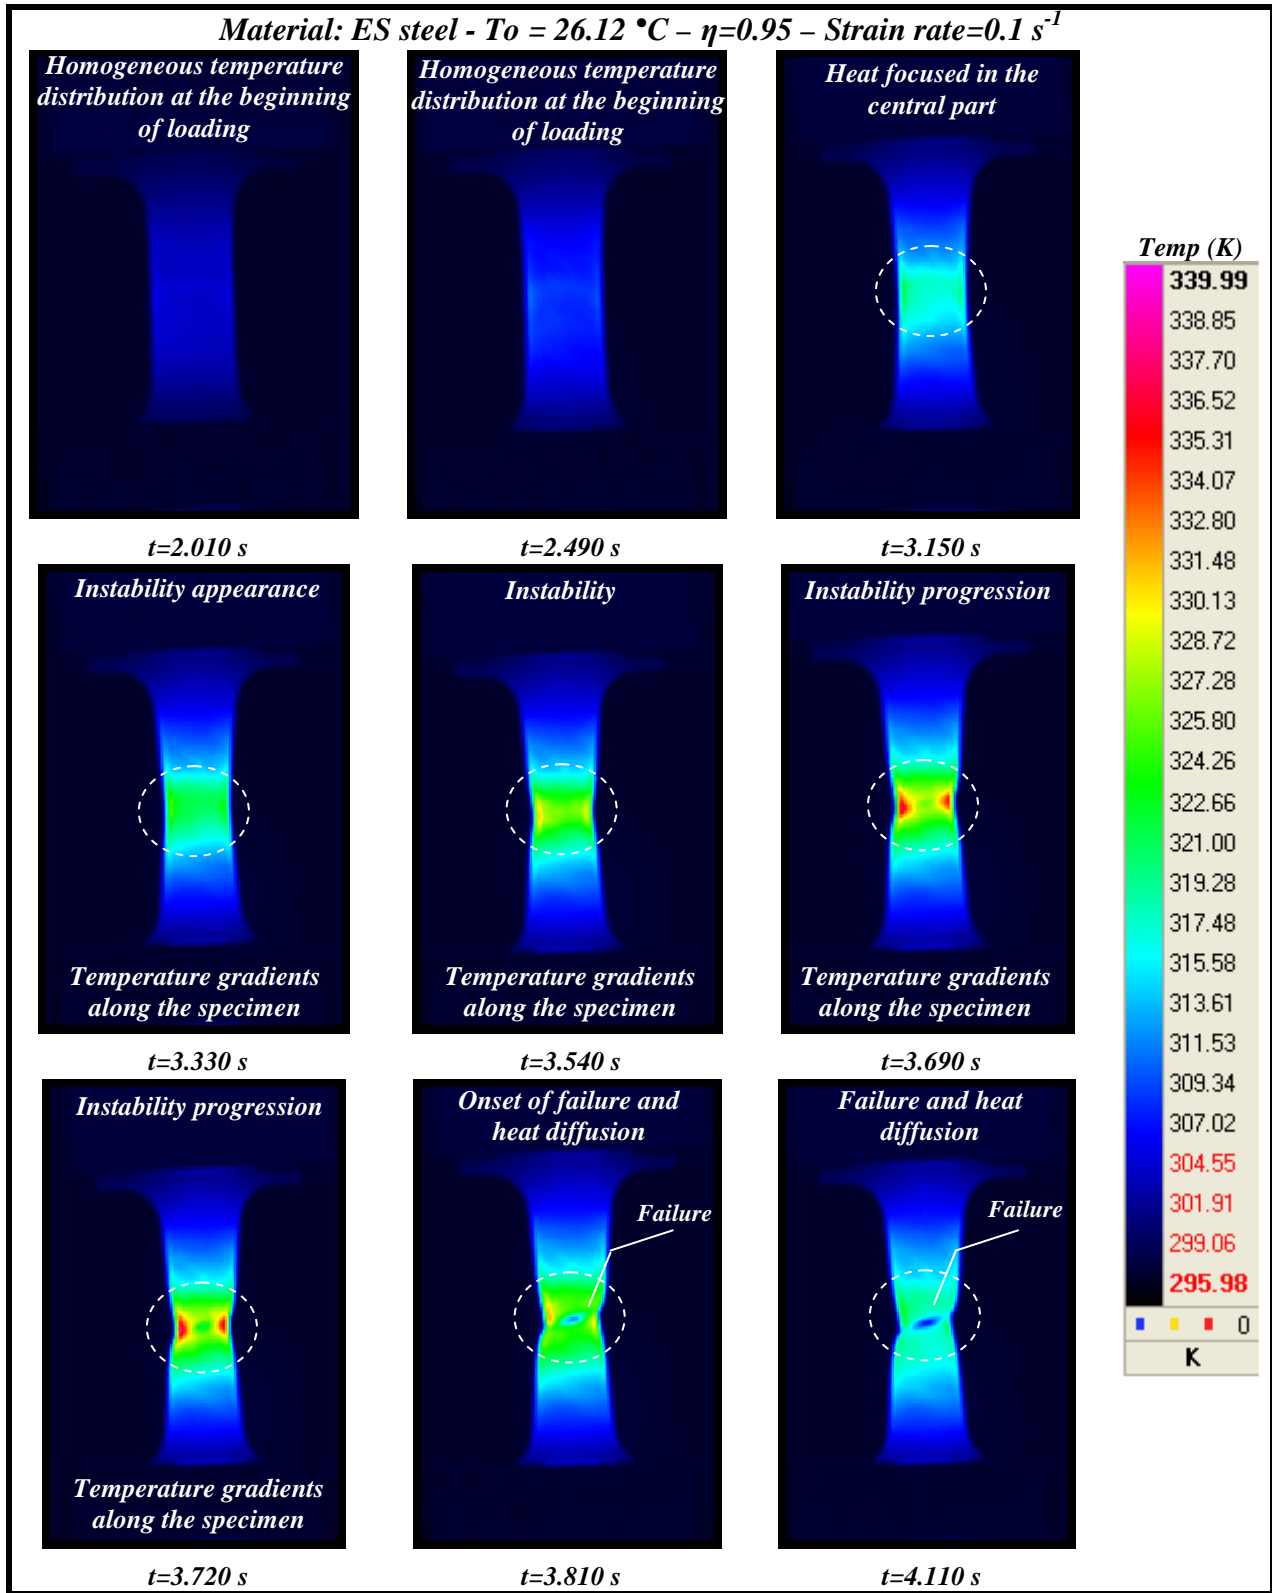 Material: ES steel - To = 26.12 °C – η=0.95 – Strain rate=0.1 s-1
Homogeneous temperature
distribution at the beginning
of loading
Homogeneous temperature
distribution at the beginning
of loading
Heat focused in the
central part
t=2.010 s
t=2.490 s
t=3.150 s
Instability appearance
Temperature gradients
along the specimen
Instability
Temperature gradients
along the specimen
Instability progression
Temperature gradients
along the specimen
t=3.330 s
t=3.540 s
t=3.690 s
Instability progression
Temperature gradients
along the specimen
Onset of failure and
heat diffusion
Failure
Failure and heat
diffusion
Failure
t=3.720 s
t=3.810 s
t=4.110 s
Temp (K)
339.99
338.85
337.70
336.52
335.31
334.07
332.80
331.48
330.13
328.72
327.28
325.80
324.26
322.66
321.00
319.28
317.48
315.58
313.61
311.53
309.34
307.02
304.55
301.91
299.06
295.98
0
K